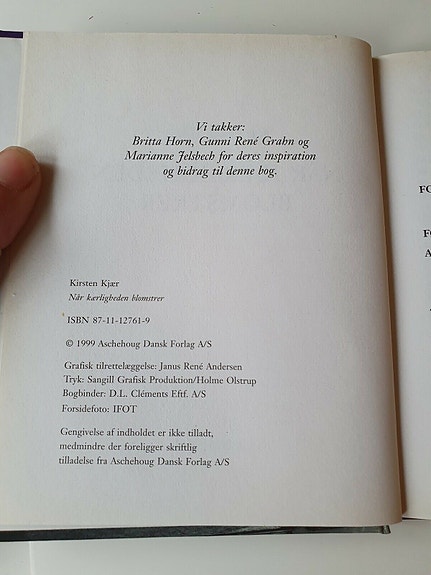 Vi takker:
Britta Horn, Gunni René Grahn og
Marianne Jelsbech for deres inspiration
og bidrag til denne bog.
Kirsten Kjær
Når kærligheden blomstrer
ISBN 87-11-12761-9
© 1999 Aschehoug Dansk Forlag A/S
Grafisk tilrettelæggelse: Janus René Andersen
Tryk: Sangill Grafisk Produktion/Holme Olstrup
Bogbinder: D.L. Cléments Eftf. A/S
Forsidefoto: IFOT
Gengivelse af indholdet er ikke tilladt,
medmindre der foreligger skriftlig
tilladelse fra Aschehoug Dansk Forlag A/S